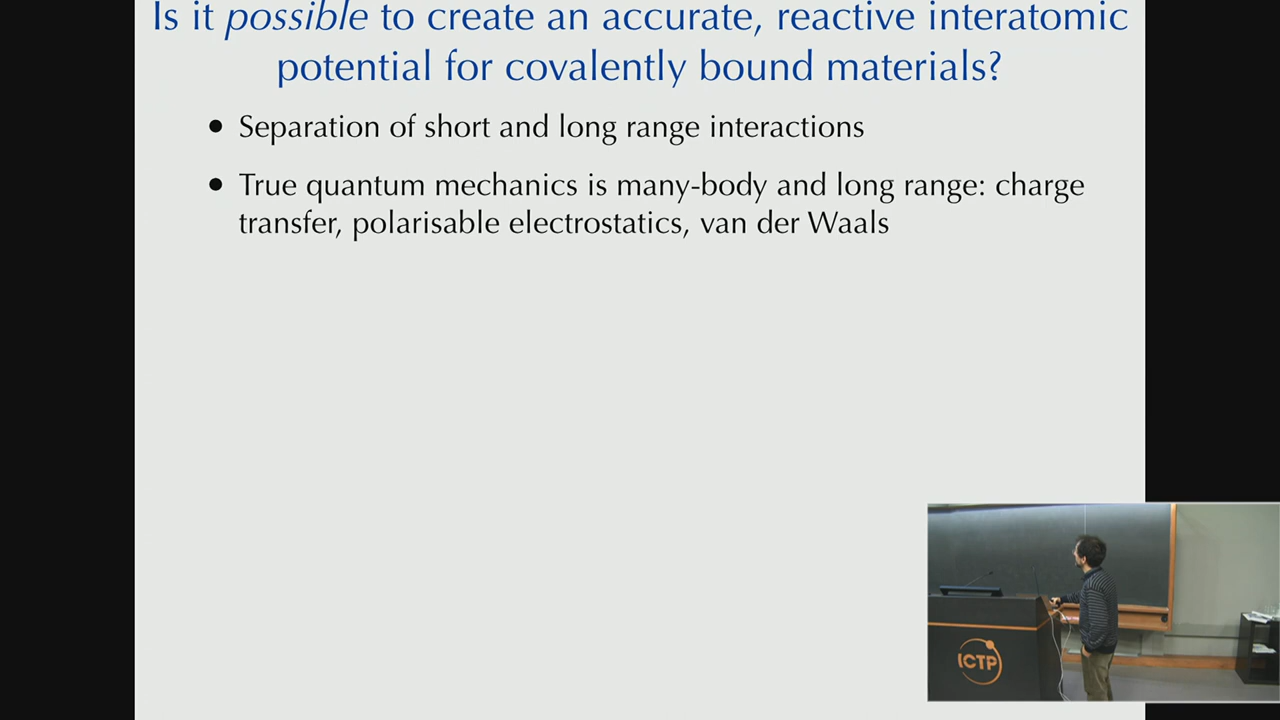 Is it possible to create an accurate, reactive interatomic
potential for covalently bound materials?
• Separation of short and long range interactions
• True quantum mechanics is many-body and long range: charge
transfer, polarisable electrostatics, van der Waals
ICTP